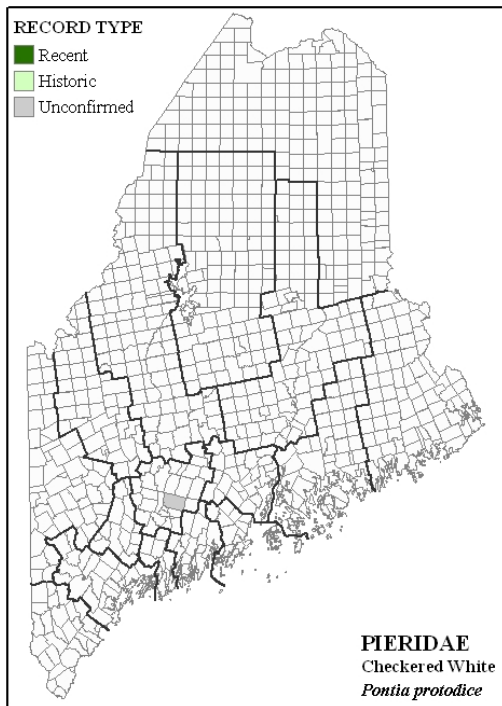 RECORD TYPE
Recent
Historic
Unconfirmed
PIERIDAE
Checkered White
Pontia protodice